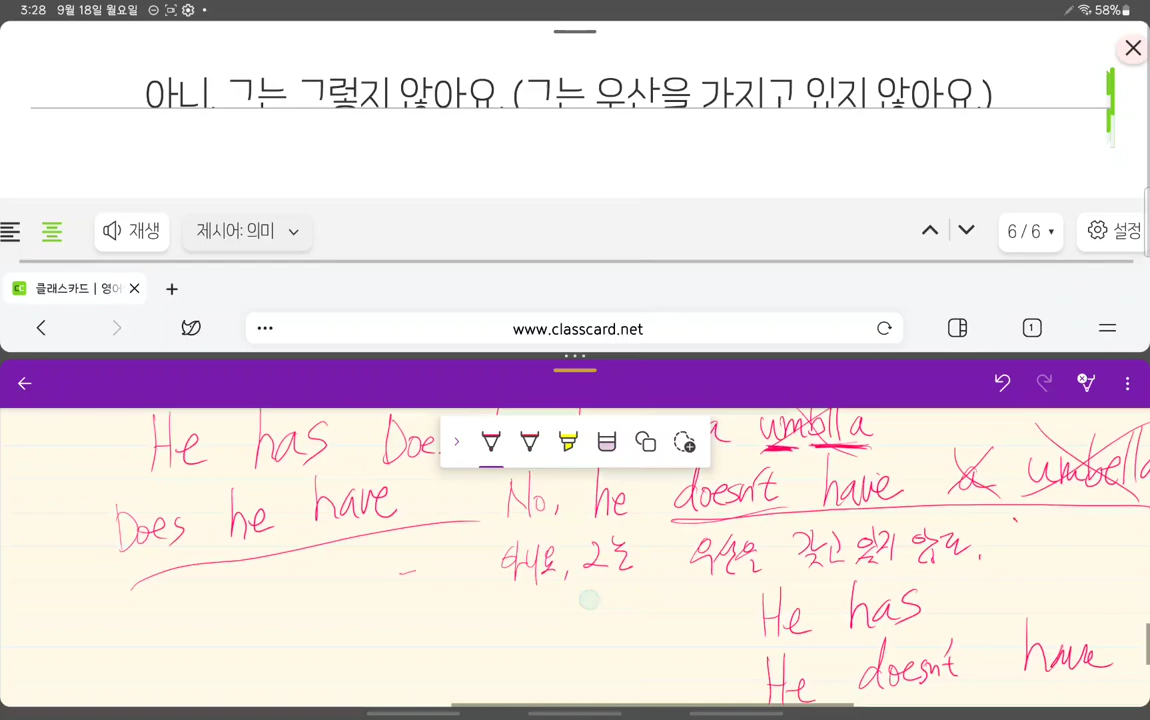 3:28 9월 18일 월요일 58%
아니, 그는 그렇지 않아요. (그는 우산을 가지고 있지 않아요.)
재생 제시어: 의미 6 / 6 설정
클래스카드 | 영어
www.classcard.net
1
He has Doe a umblla
Does he have No, he doesn't have a umbella
아니요, 그는 우산을 갖고 있지 않다.
He has
He doesn't have